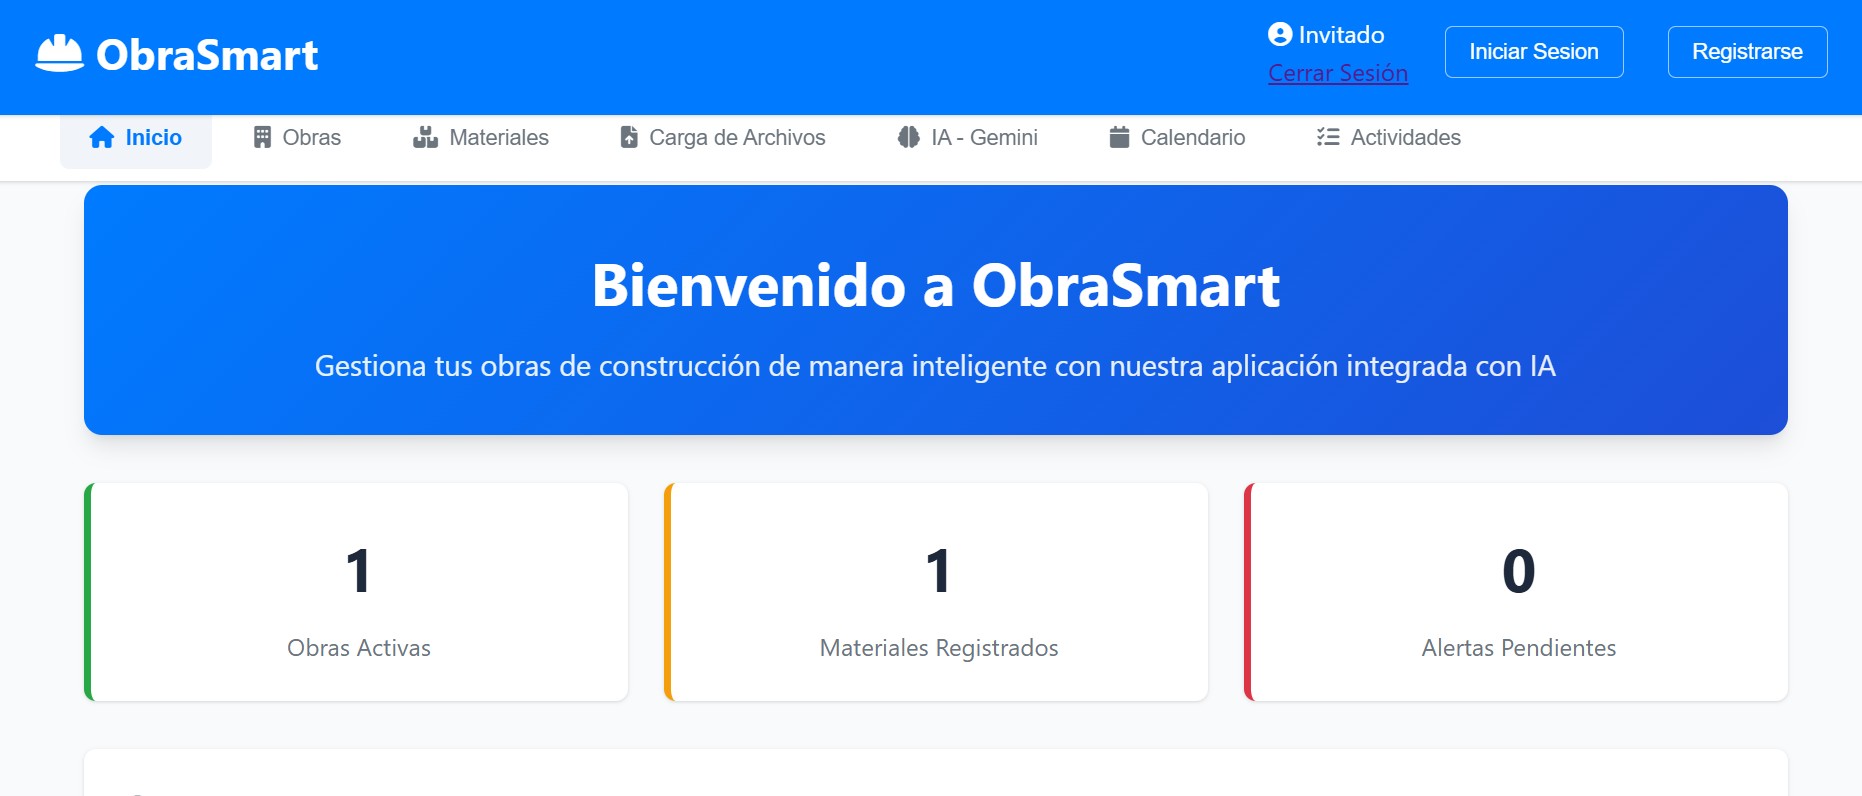 ObraSmart
Invitado
Cerrar Sesión
Iniciar Sesion
Registrarse
Inicio
Obras
Materiales
Carga de Archivos
IA - Gemini
Calendario
Actividades
Bienvenido a ObraSmart
Gestiona tus obras de construcción de manera inteligente con nuestra aplicación integrada con IA
1
Obras Activas
1
Materiales Registrados
0
Alertas Pendientes